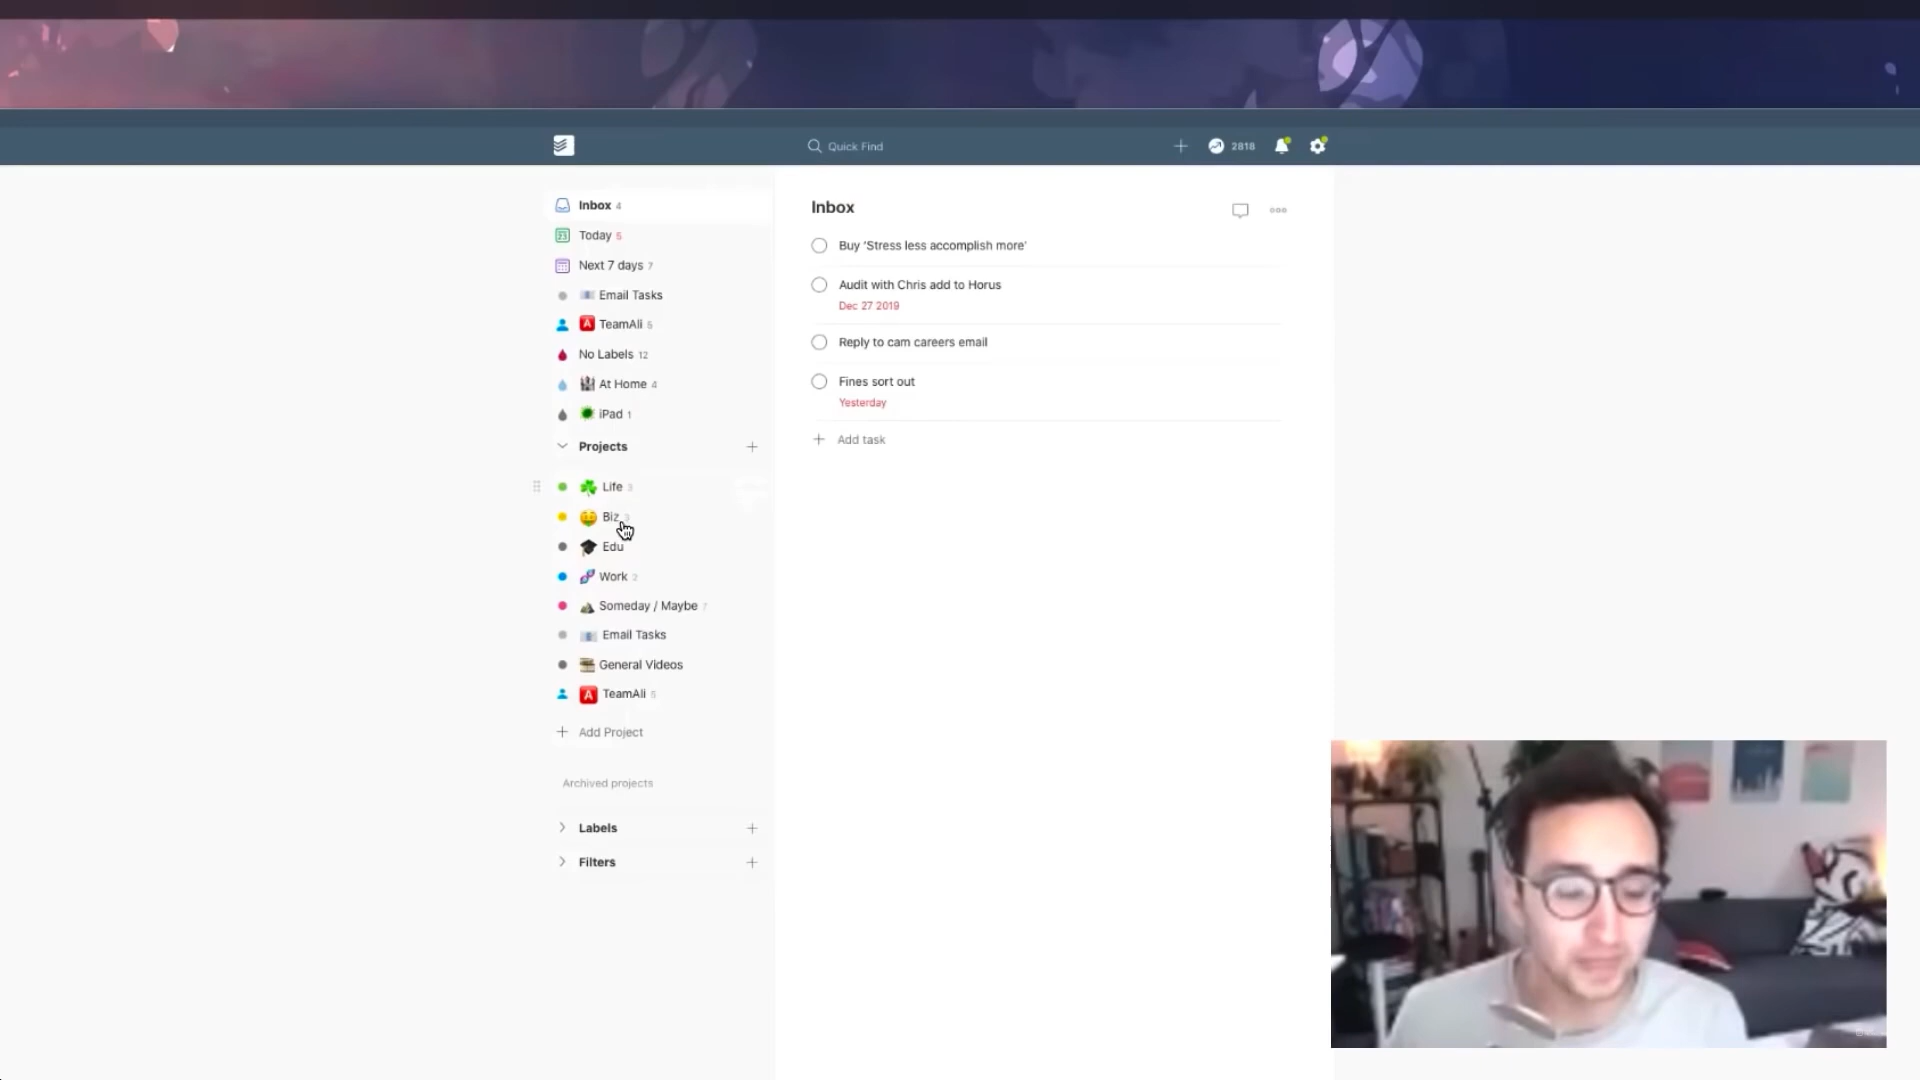 Quick Find
2818
Inbox 4
Today 5
Next 7 days 7
Email Tasks
TeamAli 5
No Labels 12
At Home 4
iPad 1
Projects
Life 3
Biz
Edu
Work 2
Someday / Maybe 7
Email Tasks
General Videos
TeamAli 5
Add Project
Archived projects
Labels
Filters
Inbox
Buy 'Stress less accomplish more'
Audit with Chris add to Horus
Dec 27 2019
Reply to cam careers email
Fines sort out
Yesterday
Add task